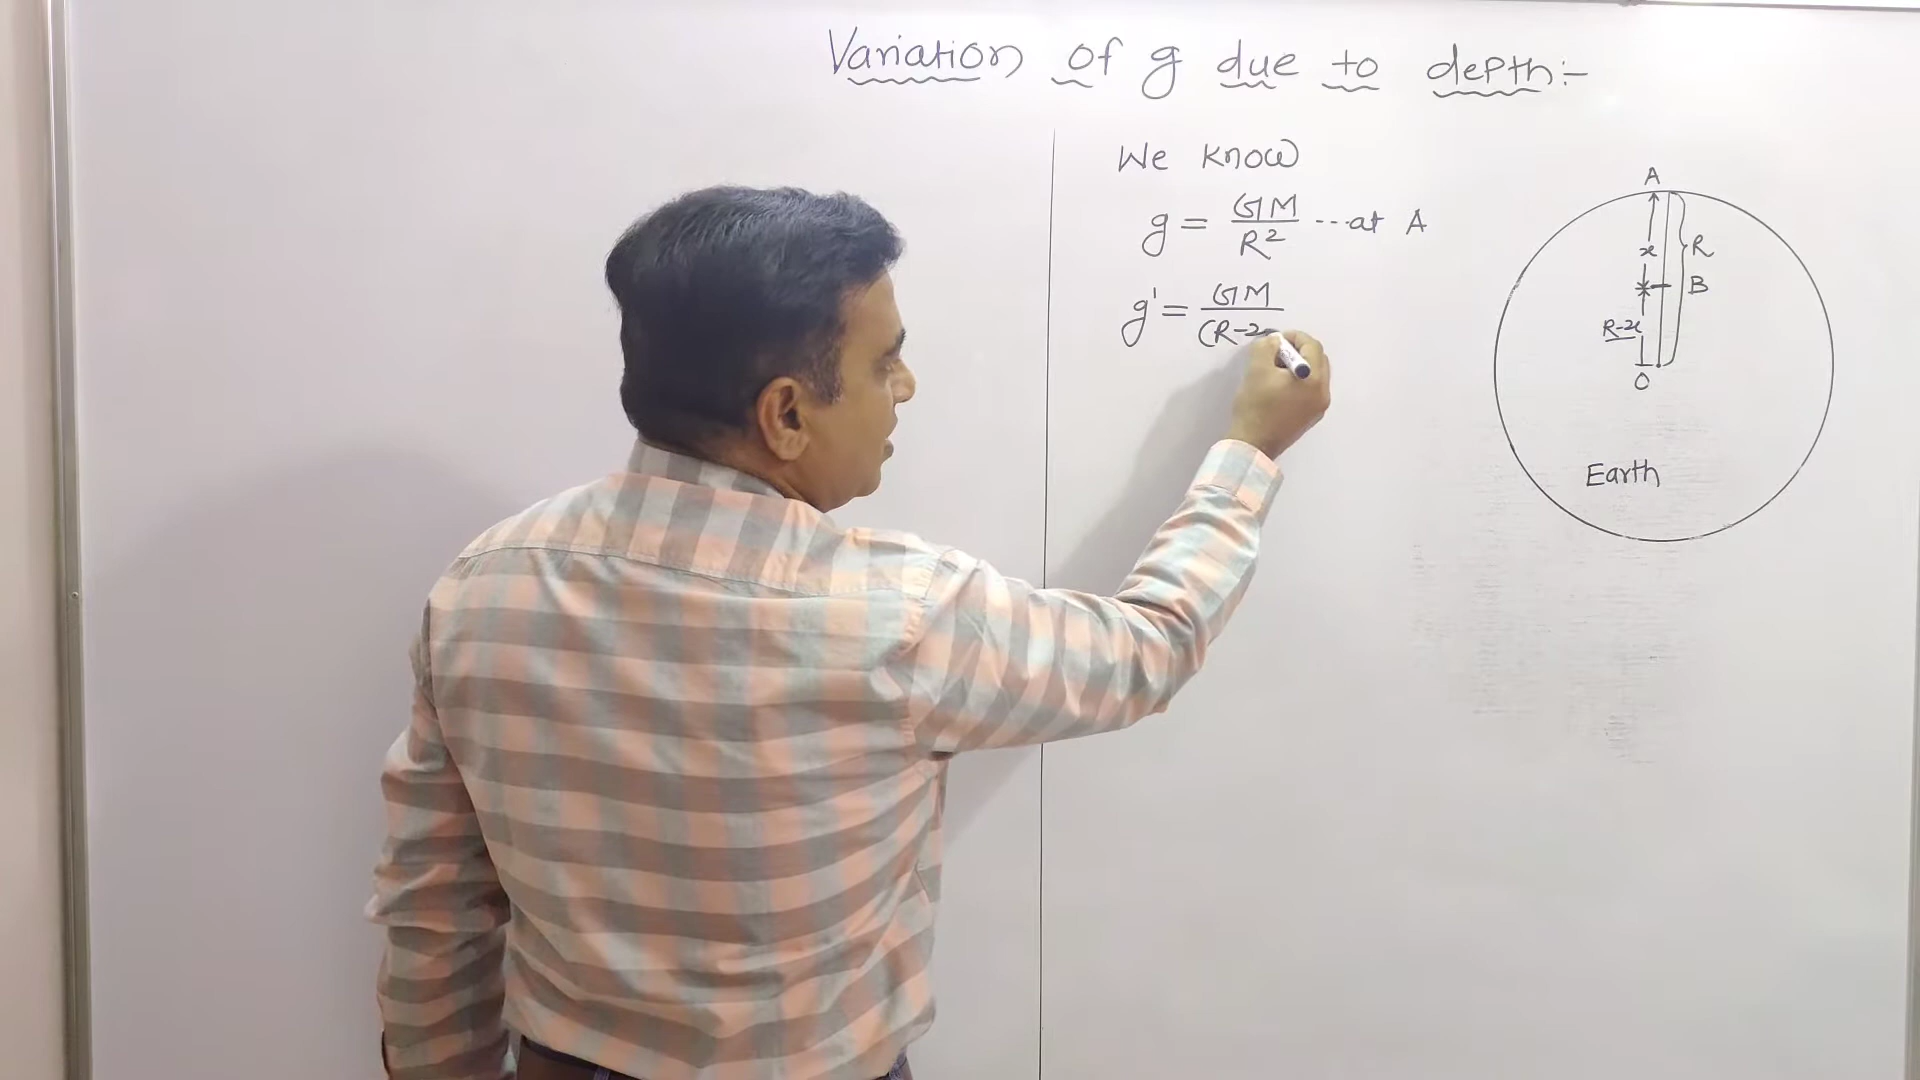 Variation of g due to depth:-
We know
g = GM/R² ---at A
g' = GM/(R-x
A
x
R
B
R-x
O
Earth